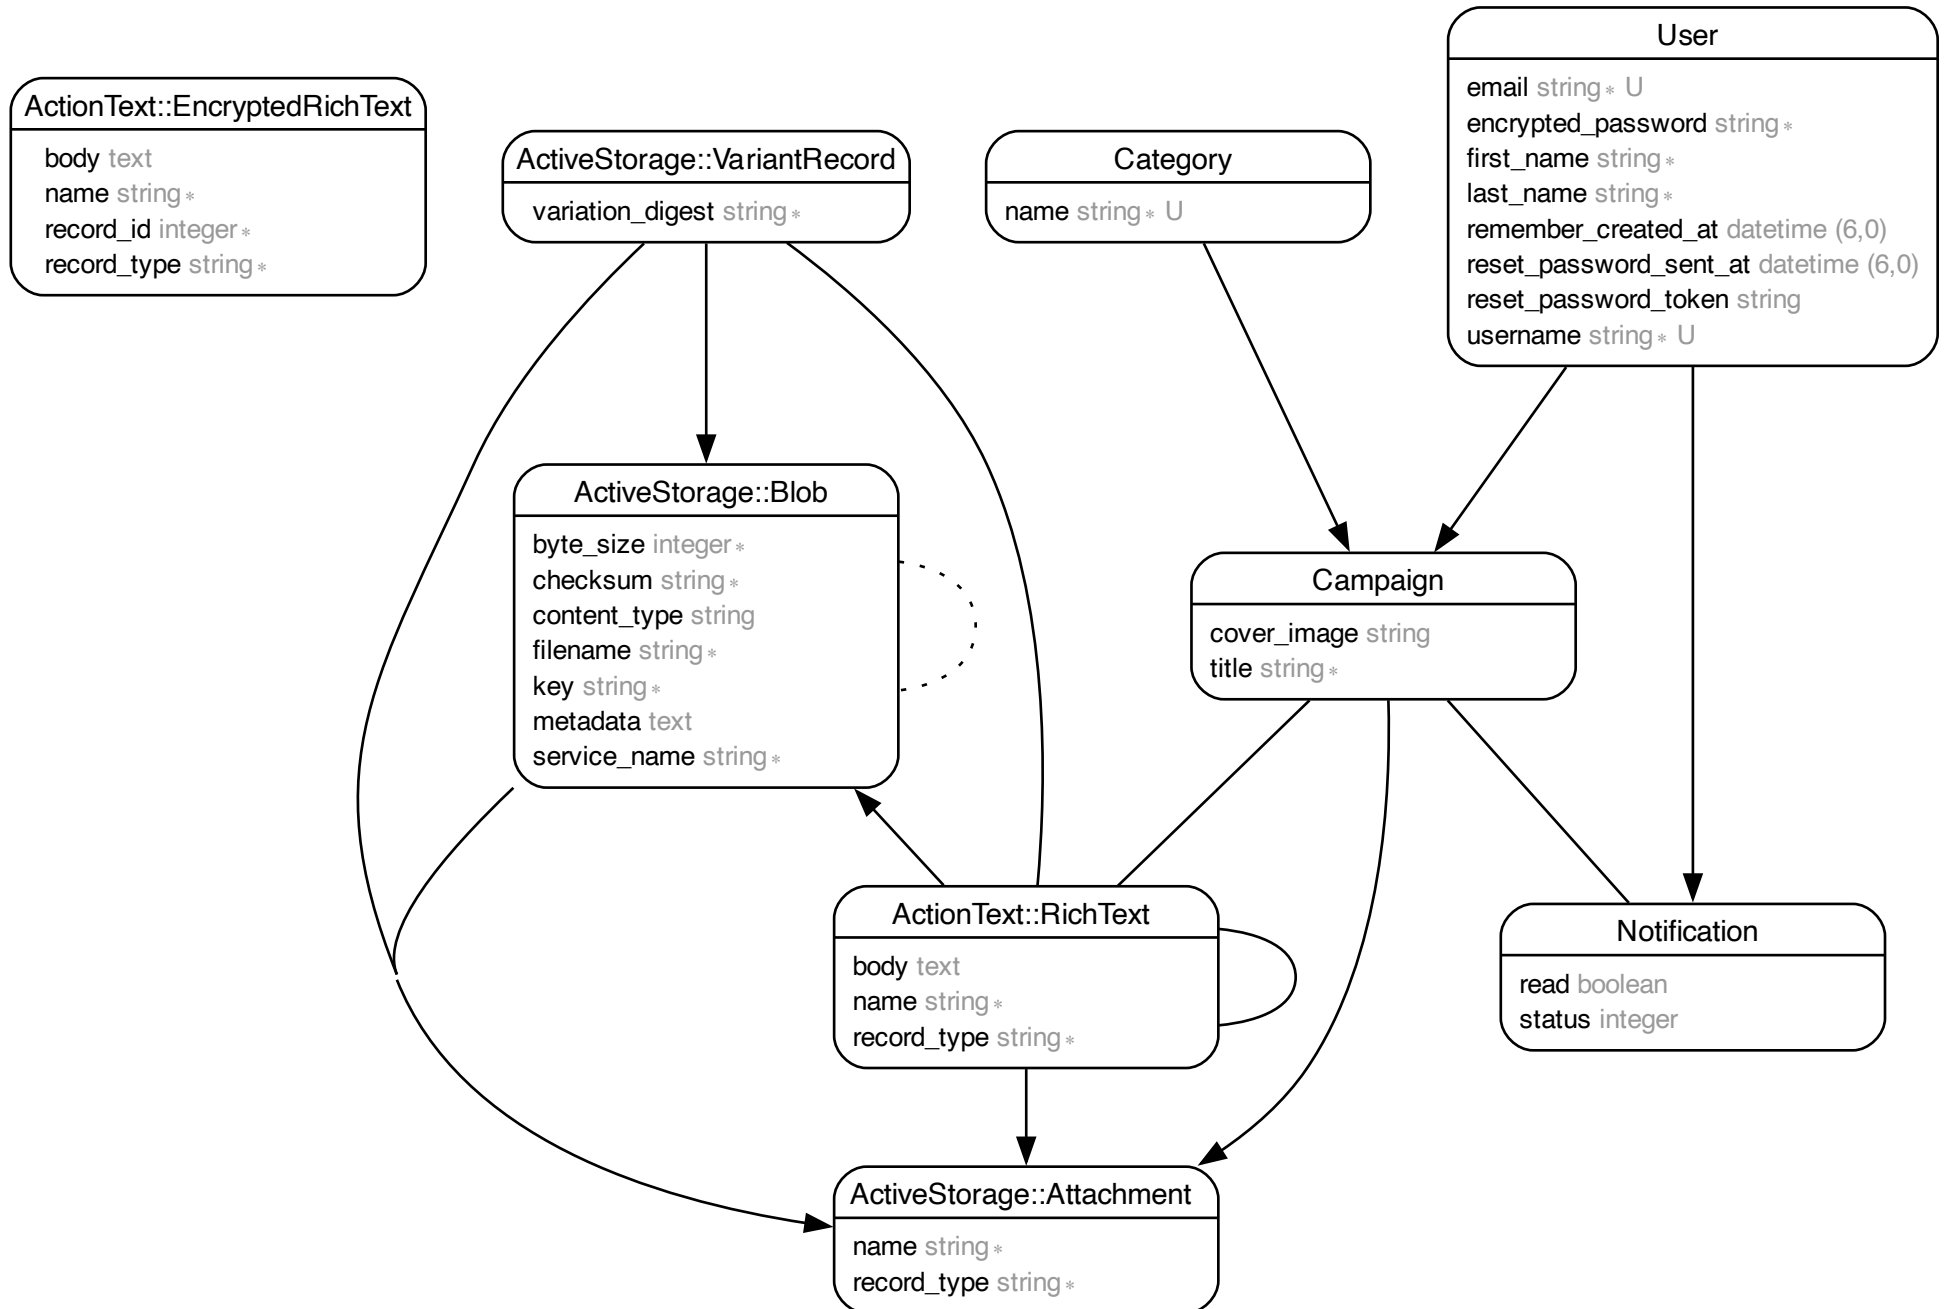 ActionText::EncryptedRichText
body text
name string *
record_id integer *
record_type string *
ActiveStorage::VariantRecord
variation_digest string *
Category
name string * U
User
email string * U
encrypted_password string *
first_name string *
last_name string *
remember_created_at datetime (6,0)
reset_password_sent_at datetime (6,0)
reset_password_token string
username string * U
ActiveStorage::Blob
byte_size integer *
checksum string *
content_type string
filename string *
key string *
metadata text
service_name string *
Campaign
cover_image string
title string *
ActionText::RichText
body text
name string *
record_type string *
Notification
read boolean
status integer
ActiveStorage::Attachment
name string *
record_type string *